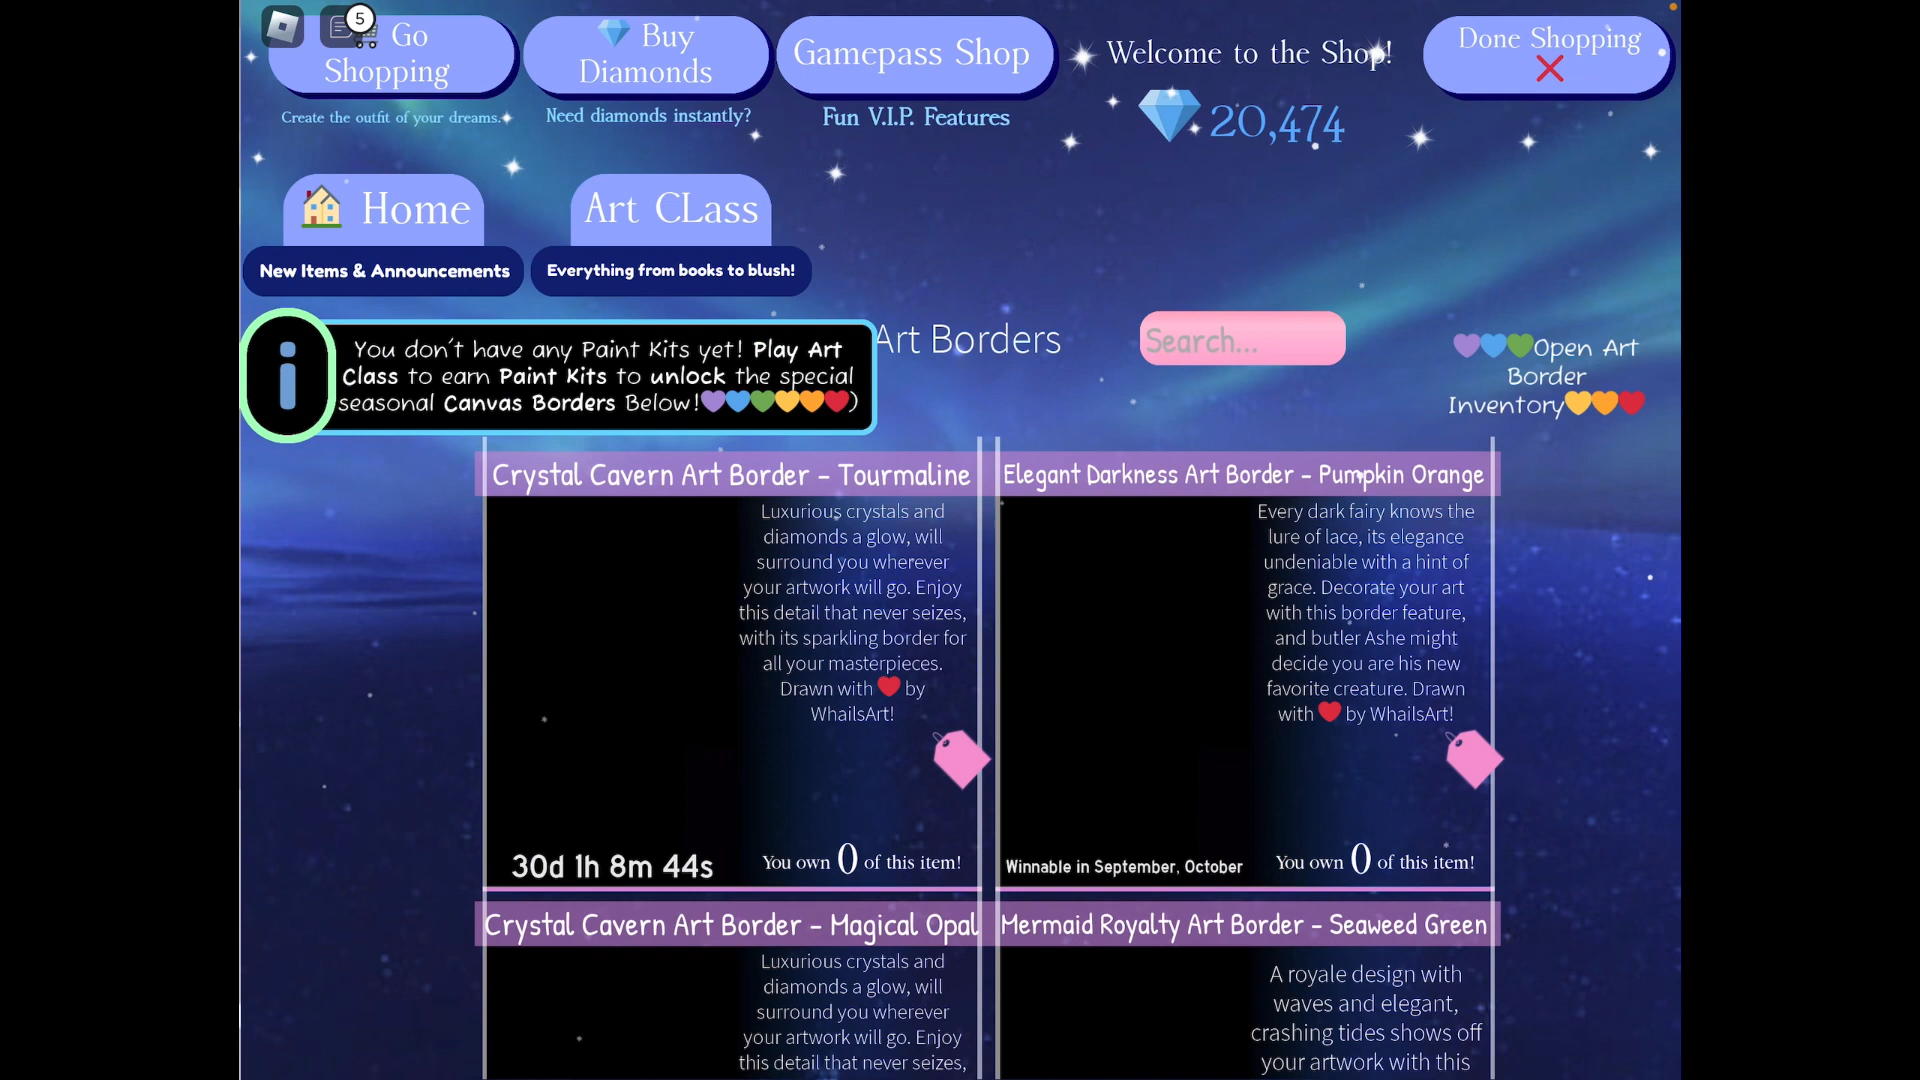 5
Go
Shopping
Create the outfit of your dreams.
Buy
Diamonds
Need diamonds instantly?
Gamepass Shop
Fun V.I.P. Features
Welcome to the Shop!
20,474
Done Shopping
Home
New Items & Announcements
Art CLass
Everything from books to blush!
You don't have any Paint Kits yet! Play Art
Class to earn Paint Kits to unlock the special
seasonal Canvas Borders Below!💜💙💚💛🧡❤️)
Art Borders
Search...
💜💙💚Open Art
Border
Inventory💛🧡❤️
Crystal Cavern Art Border - Tourmaline
Luxurious crystals and
diamonds a glow, will
surround you wherever
your artwork will go. Enjoy
this detail that never seizes,
with its sparkling border for
all your masterpieces.
Drawn with ❤️ by
WhailsArt!
30d 1h 8m 44s
You own 0 of this item!
Elegant Darkness Art Border - Pumpkin Orange
Every dark fairy knows the
lure of lace, its elegance
undeniable with a hint of
grace. Decorate your art
with this border feature,
and butler Ashe might
decide you are his new
favorite creature. Drawn
with ❤️ by WhailsArt!
Winnable in September, October
You own 0 of this item!
Crystal Cavern Art Border - Magical Opal
Luxurious crystals and
diamonds a glow, will
surround you wherever
your artwork will go. Enjoy
this detail that never seizes,
Mermaid Royalty Art Border - Seaweed Green
A royale design with
waves and elegant,
crashing tides shows off
your artwork with this